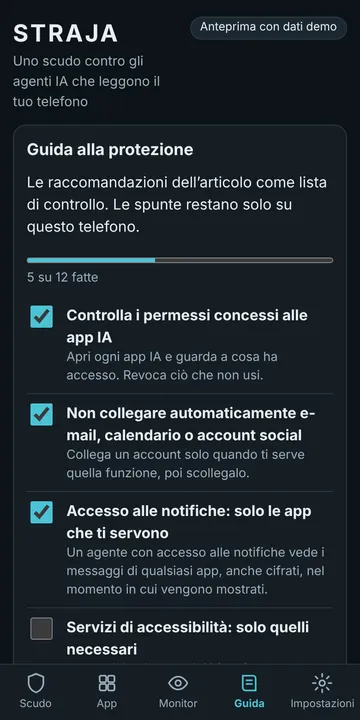 STRAJA
Anteprima con dati demo
Uno scudo contro gli
agenti IA che leggono il
tuo telefono
Guida alla protezione
Le raccomandazioni dell’articolo come lista
di controllo. Le spunte restano solo su
questo telefono.
5 su 12 fatte
Controlla i permessi concessi alle
app IA
Apri ogni app IA e guarda a cosa ha
accesso. Revoca ciò che non usi.
Non collegare automaticamente e-
mail, calendario o account social
Collega un account solo quando ti serve
quella funzione, poi scollegalo.
Accesso alle notifiche: solo le app
che ti servono
Un agente con accesso alle notifiche vede i
messaggi di qualsiasi app, anche cifrati, nel
momento in cui vengono mostrati.
Servizi di accessibilità: solo quelli
necessari
Scudo
App
Monitor
Guida
Impostazioni